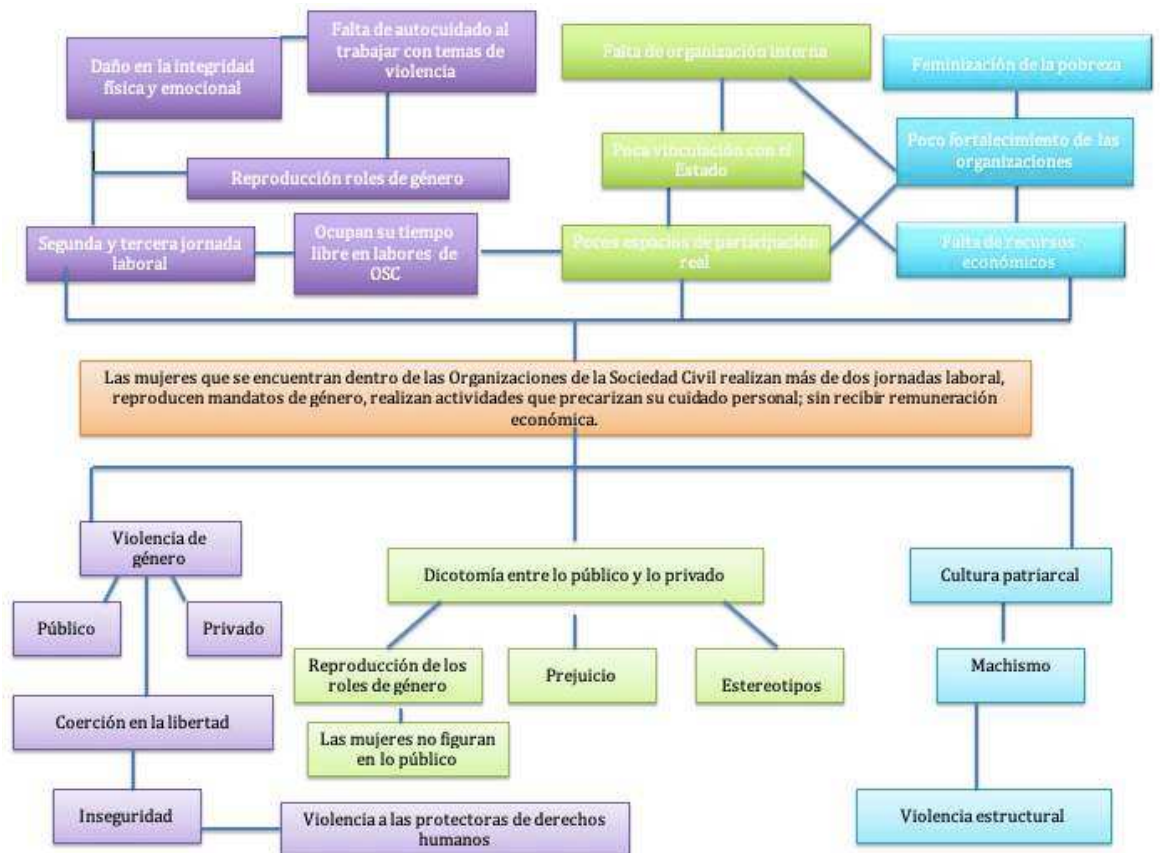 Daño en la integridad
física y emocional
Falta de autocuidado al
trabajar con temas de
violencia
Falta de organización interna
Feminización de la pobreza
Poca vinculación con el
Estado
Poco fortalecimiento de las
organizaciones
Reproducción roles de género
Segunda y tercera jornada
laboral
Ocupan su tiempo
libre en labores de
OSC
Pocos espacios de participación
real
Falta de recursos
económicos
Las mujeres que se encuentran dentro de las Organizaciones de la Sociedad Civil realizan más de dos jornadas laboral,
reproducen mandatos de género, realizan actividades que precarizan su cuidado personal; sin recibir remuneración
económica.
Violencia de
género
Dicotomía entre lo público y lo privado
Cultura patriarcal
Público
Privado
Reproducción de los
roles de género
Prejuicio
Estereotipos
Machismo
Coerción en la libertad
Las mujeres no figuran
en lo público
Inseguridad
Violencia a las protectoras de derechos
humanos
Violencia estructural